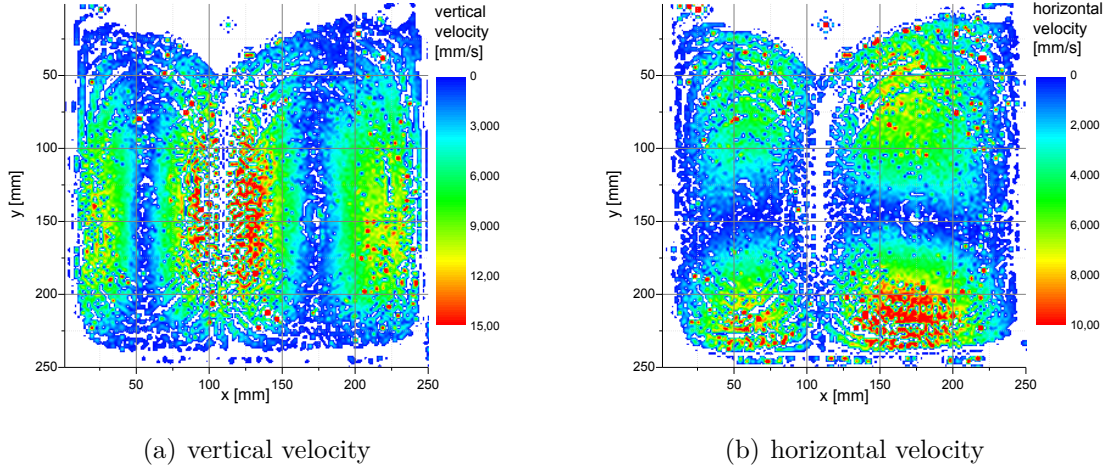 vertical
velocity
[mm/s]
0
3,000
6,000
9,000
12,00
15,00
50
100
150
200
250
y [mm]
50
100
150
200
250
x [mm]
(a) vertical velocity
horizontal
velocity
[mm/s]
0
2,000
4,000
6,000
8,000
10,00
50
100
150
200
250
y [mm]
50
100
150
200
250
x [mm]
(b) horizontal velocity